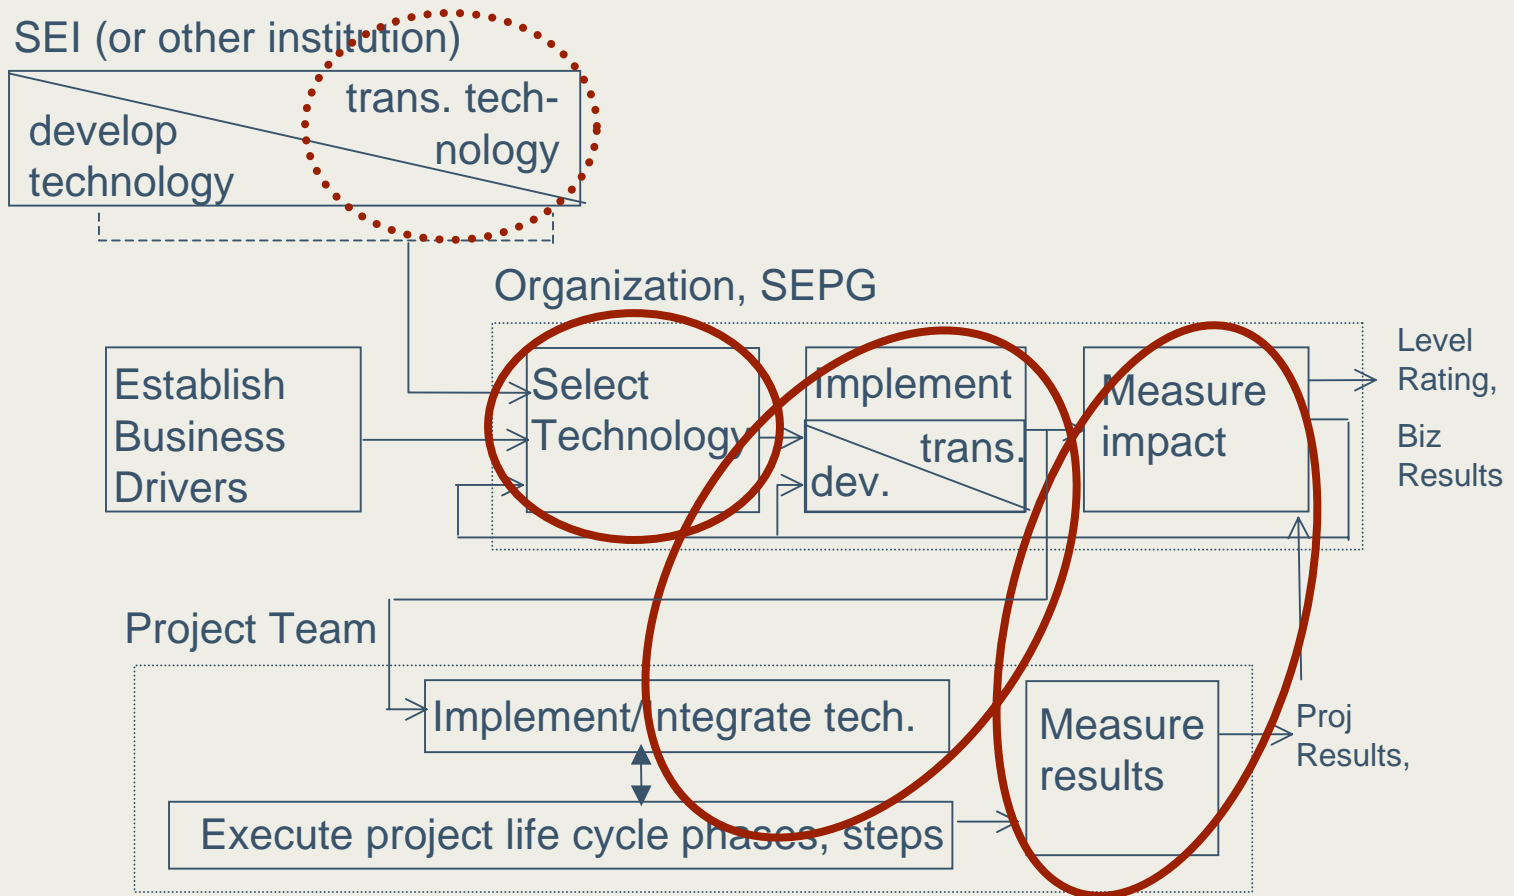 SEI (or other institution)
trans. tech-
nology
develop
technology
Organization, SEPG
Establish
Business
Drivers
Select
Technology
Implement
trans.
dev.
Measure
impact
Level
Rating,
Biz
Results
Project Team
Implement/Integrate tech.
Execute project life cycle phases, steps
Measure
results
Proj
Results,